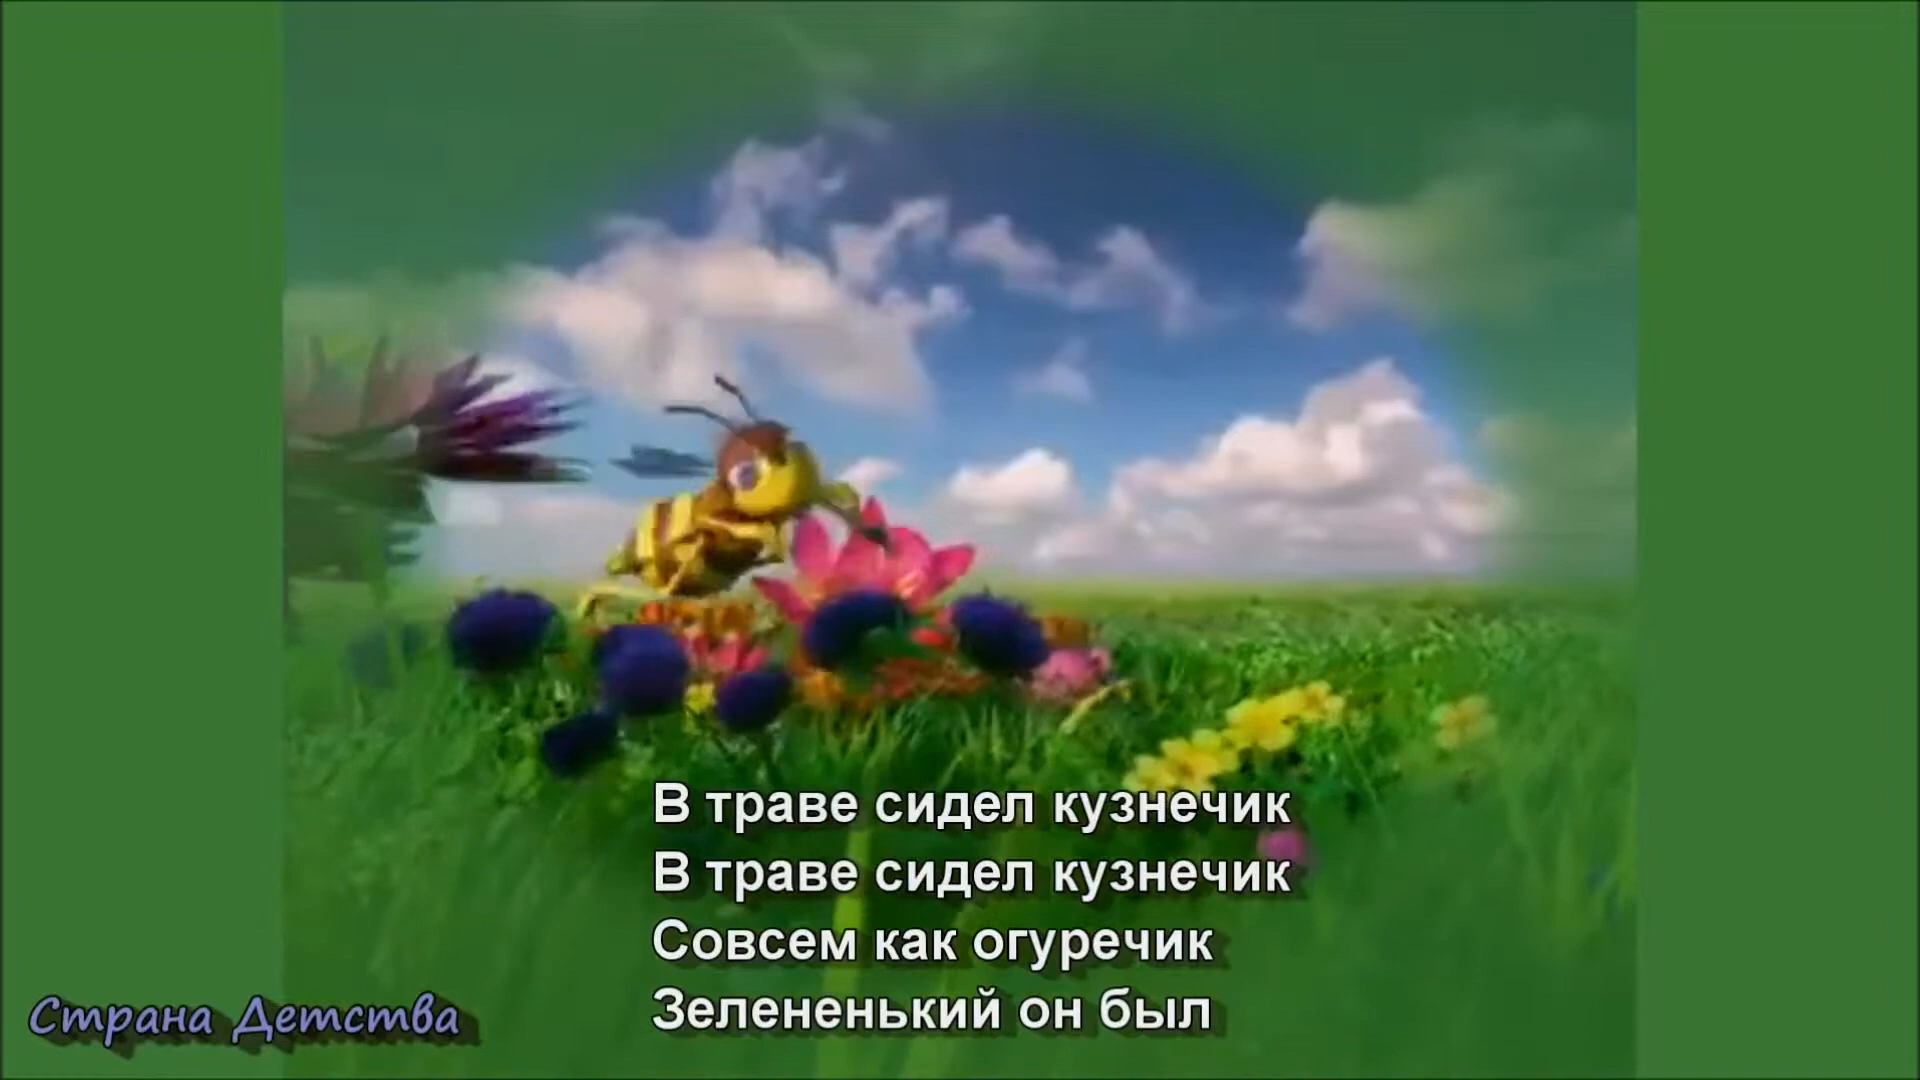 В траве сидел кузнечик
В траве сидел кузнечик
Совсем как огуречик
Зелененький он был
Страна Детства